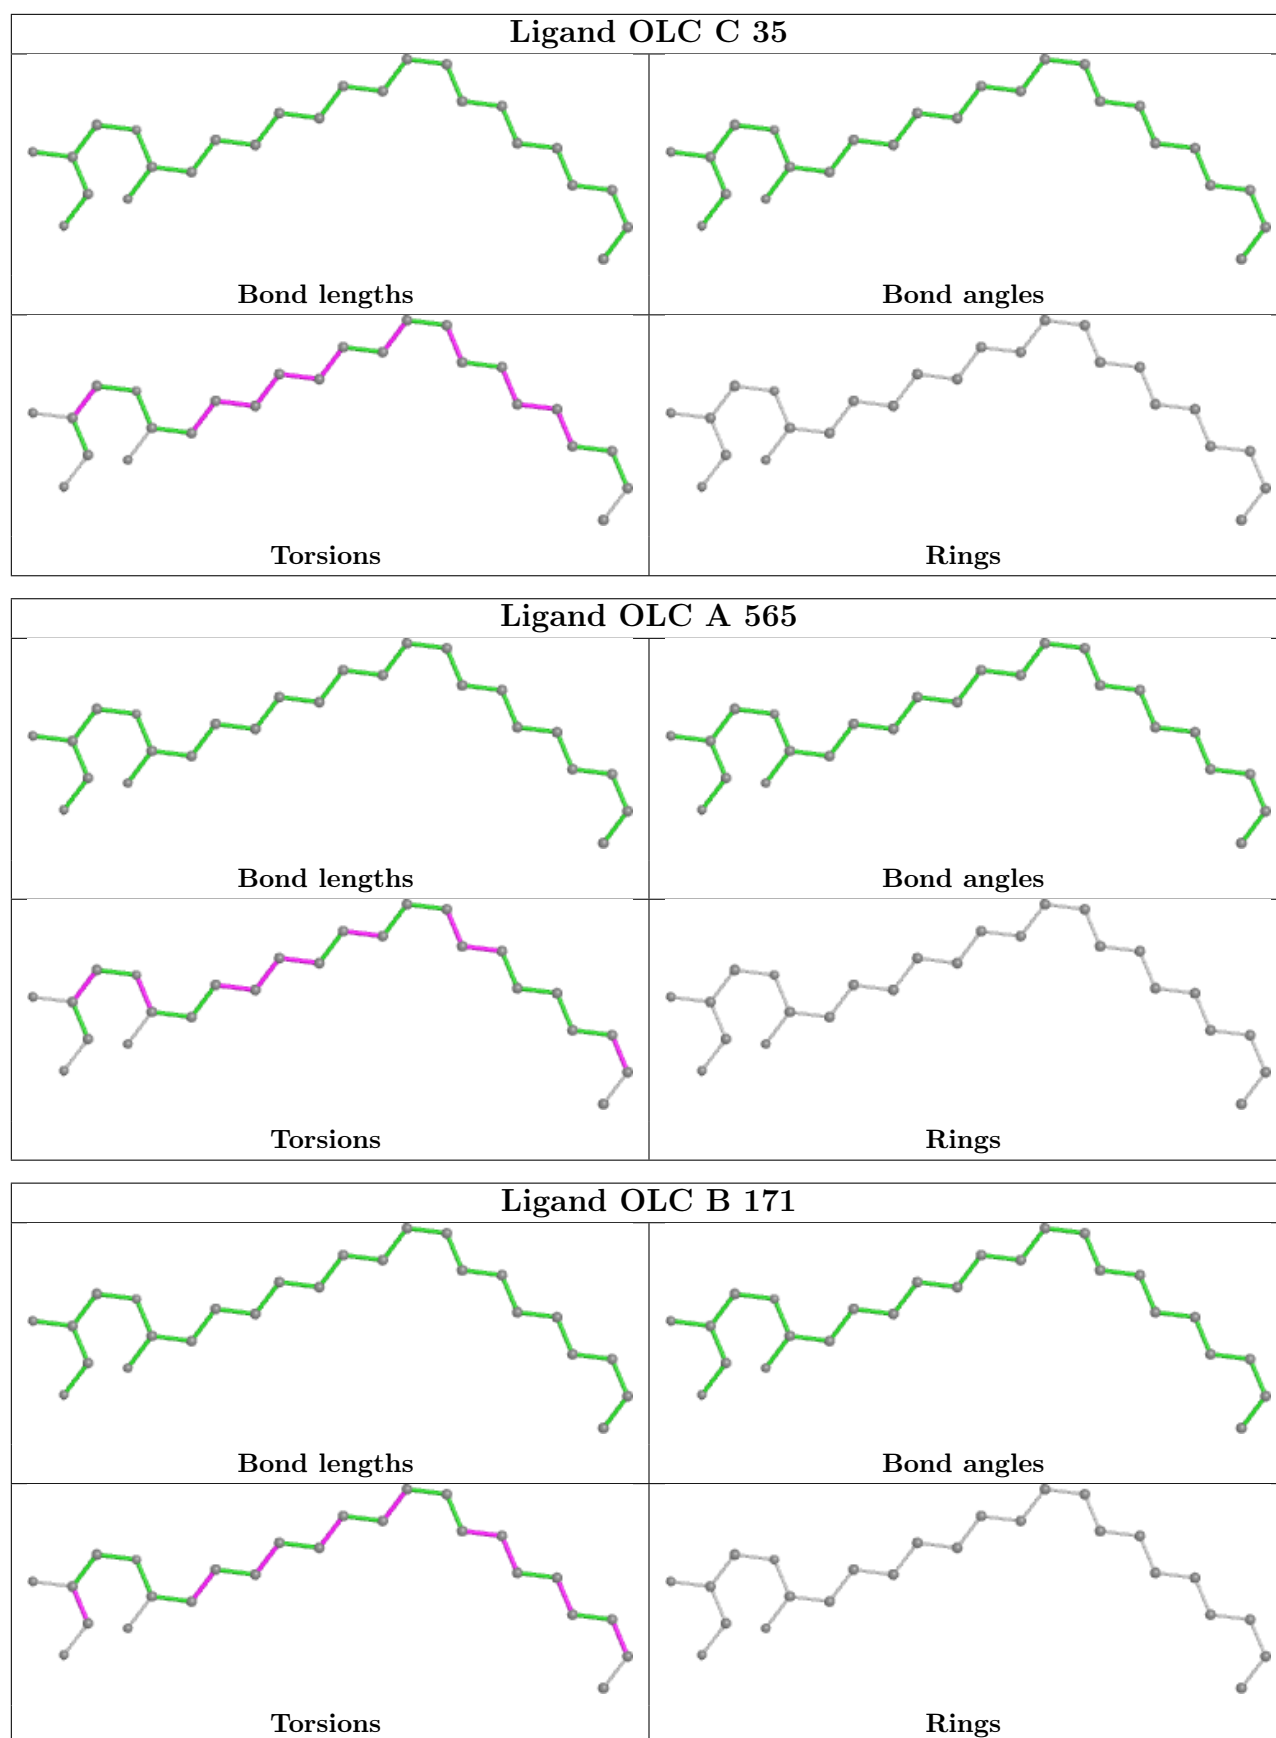 Ligand OLC C 35
Bond lengths
Bond angles
Torsions
Rings
Ligand OLC A 565
Bond lengths
Bond angles
Torsions
Rings
Ligand OLC B 171
Bond lengths
Bond angles
Torsions
Rings